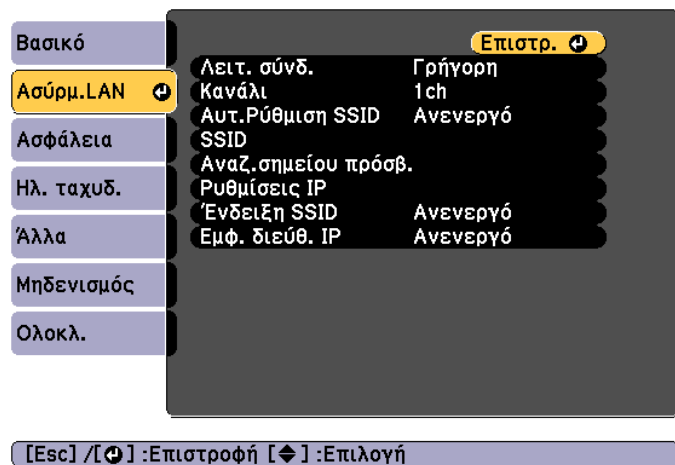 Βασικό
Ασύρμ.LAN
Ασφάλεια
Ηλ. ταχυδ.
Άλλα
Μηδενισμός
Ολοκλ.
Επιστρ.
Λειτ. σύνδ. Γρήγορη
Κανάλι 1ch
Αυτ.Ρύθμιση SSID Ανενεργό
SSID
Αναζ.σημείου πρόσβ.
Ρυθμίσεις IP
Ένδειξη SSID Ανενεργό
Εμφ. διεύθ. IP Ανενεργό
[Esc] /[⏎] :Επιστροφή [◆] :Επιλογή